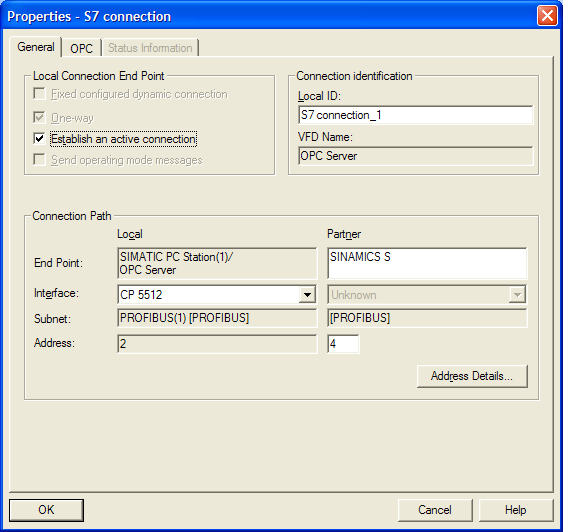 Properties - S7 connection
General OPC Status Information
Local Connection End Point
Fixed configured dynamic connection
One-way
Establish an active connection
Send operating mode messages
Connection identification
Local ID:
S7 connection_1
VFD Name:
OPC Server
Connection Path
Local Partner
End Point: SIMATIC PC Station(1)/ SINAMICS S
OPC Server
Interface: CP 5512 Unknown
Subnet: PROFIBUS(1) [PROFIBUS] [PROFIBUS]
Address: 2 4
Address Details...
OK Cancel Help